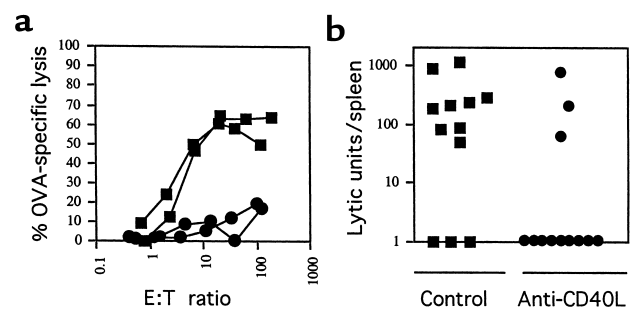 a
b
% OVA-specific lysis
100
90
80
70
60
50
40
30
20
10
0
0.1
1
10
100
1000
E:T ratio
Lytic units/spleen
1000
100
10
1
Control
Anti-CD40L